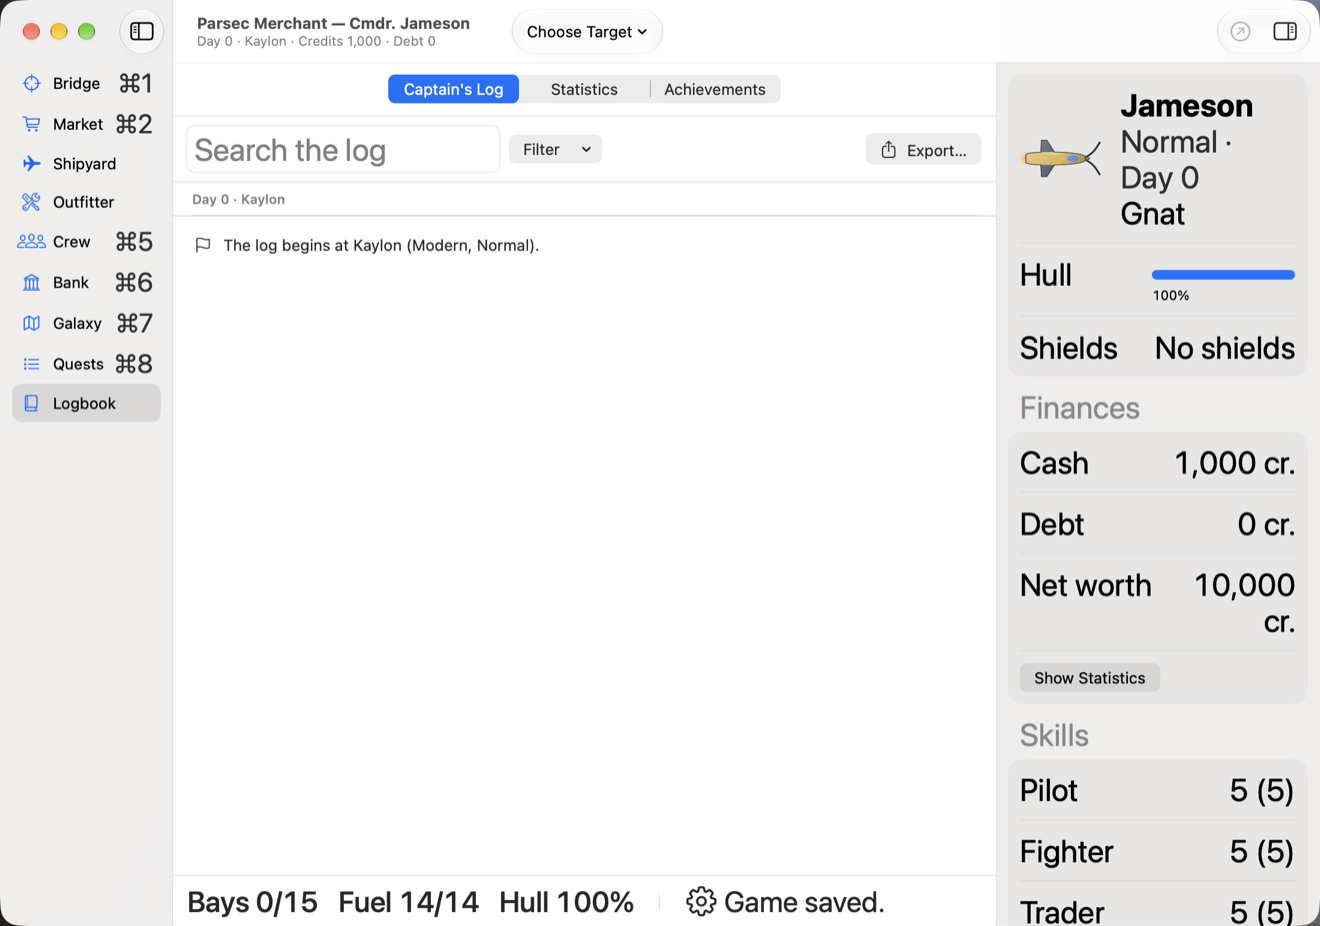 Parsec Merchant — Cmdr. Jameson
Day 0 · Kaylon · Credits 1,000 · Debt 0
Choose Target
Bridge ⌘1
Market ⌘2
Shipyard
Outfitter
Crew ⌘5
Bank ⌘6
Galaxy ⌘7
Quests ⌘8
Logbook
Captain's Log
Statistics
Achievements
Search the log
Filter
Export...
Day 0 · Kaylon
The log begins at Kaylon (Modern, Normal).
Bays 0/15 Fuel 14/14 Hull 100%
Game saved.
Jameson
Normal ·
Day 0
Gnat
Hull
100%
Shields No shields
Finances
Cash 1,000 cr.
Debt 0 cr.
Net worth 10,000
cr.
Show Statistics
Skills
Pilot 5 (5)
Fighter 5 (5)
Trader 5 (5)